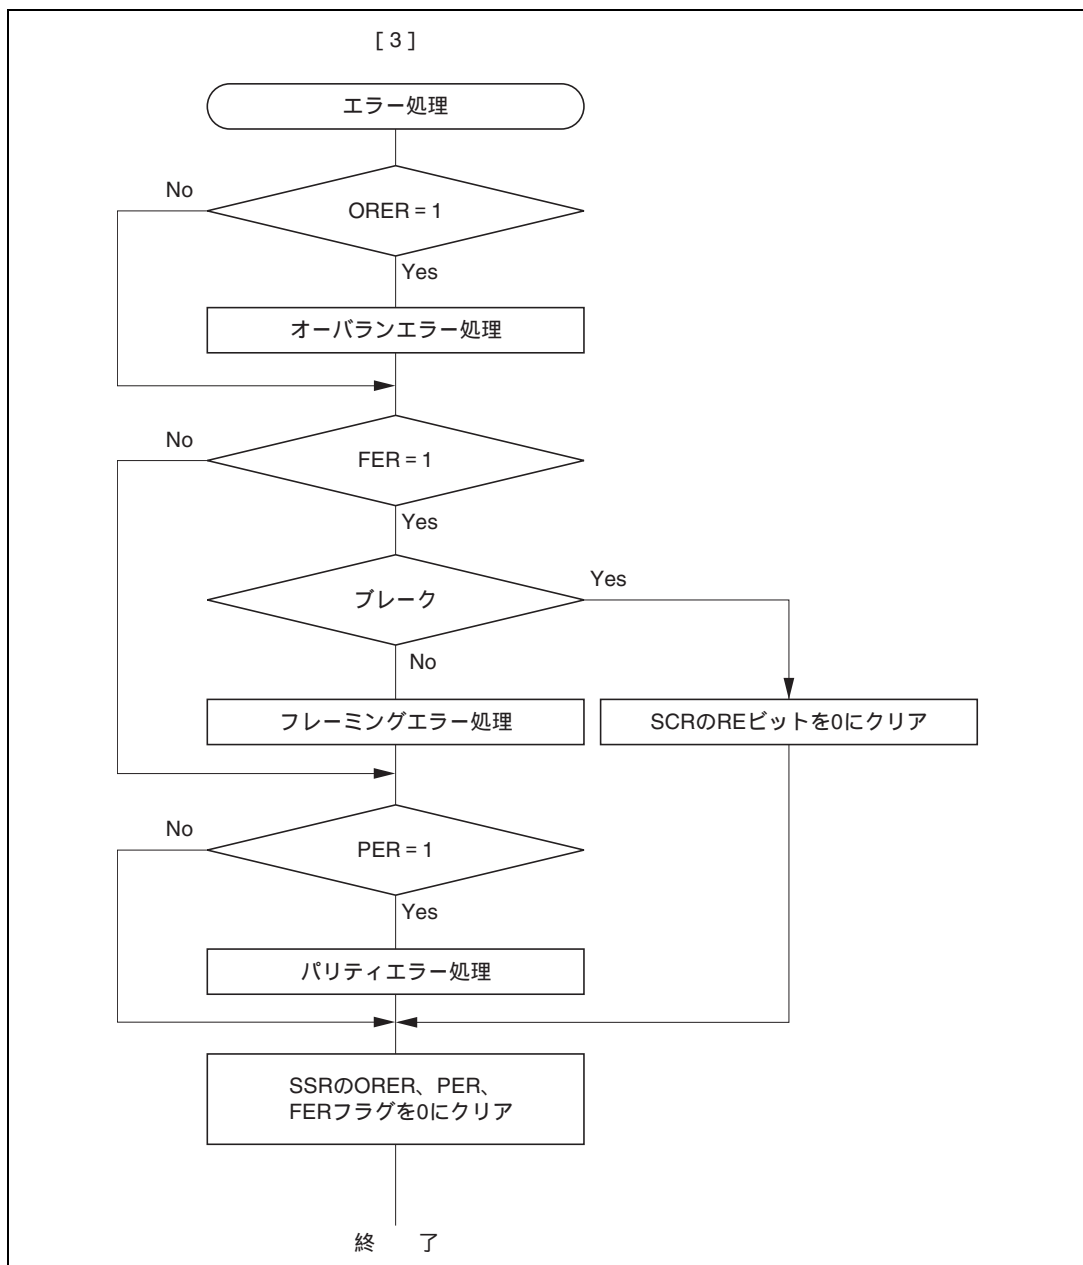 [ 3 ]
エラー処理
No
ORER = 1
Yes
オーバランエラー処理
No
FER = 1
Yes
ブレーク
Yes
No
フレーミングエラー処理
SCRのREビットを0にクリア
No
PER = 1
Yes
パリティエラー処理
SSRのORER、PER、
FERフラグを0にクリア
終 了